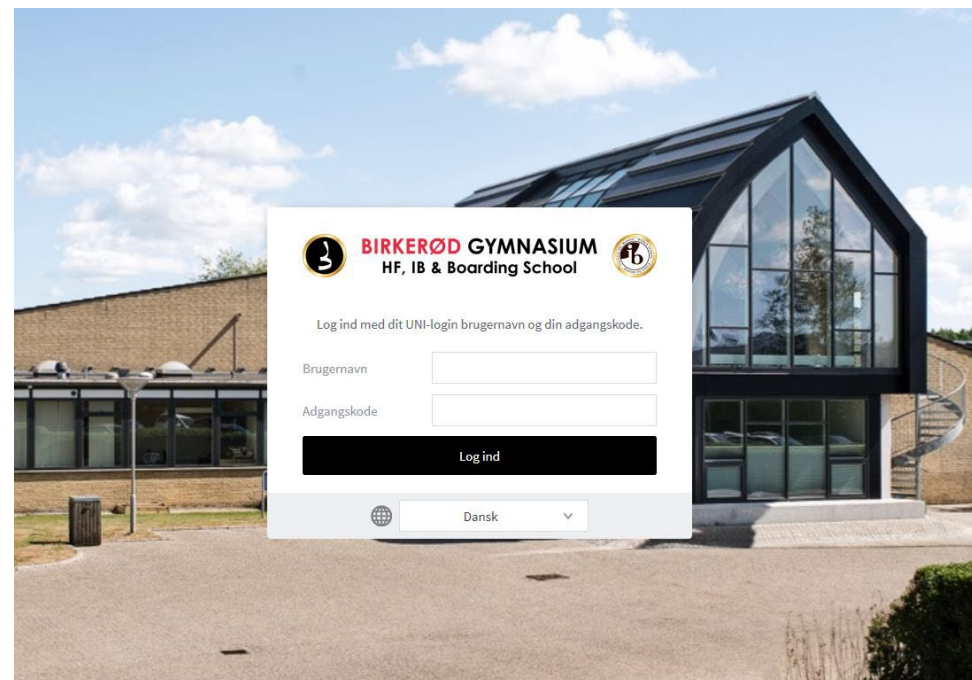 BIRKERØD GYMNASIUM
HF, IB & Boarding School
ib
Log ind med dit UNI-login brugernavn og din adgangskode.
Brugernavn
Adgangskode
Log ind
Dansk